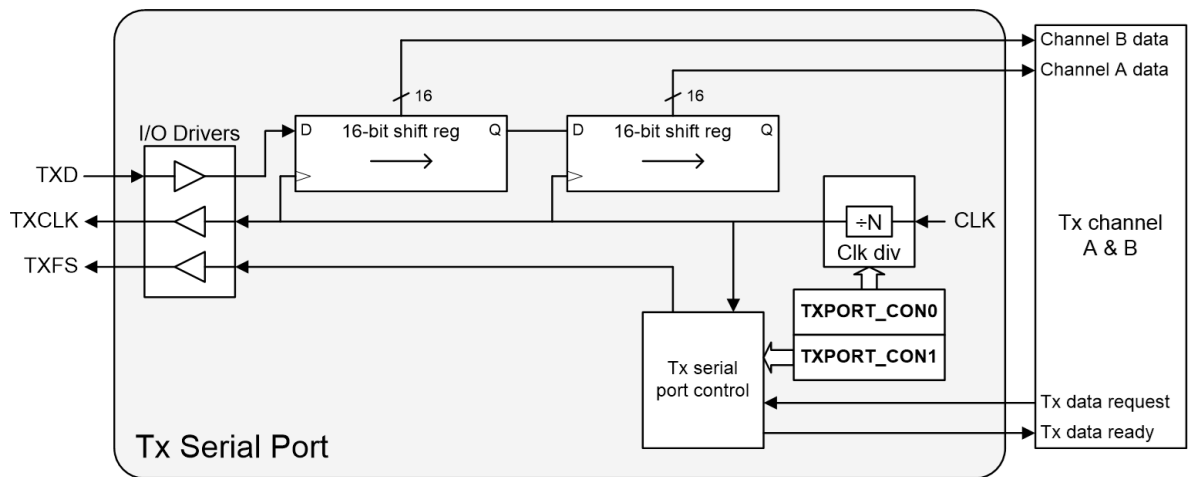 Channel B data
Channel A data
16
16
I/O Drivers
D 16-bit shift reg Q
D 16-bit shift reg Q
TXD
TXCLK
TXFS
÷N
Clk div
CLK
Tx channel
A & B
TXPORT_CON0
TXPORT_CON1
Tx serial
port control
Tx data request
Tx data ready
Tx Serial Port